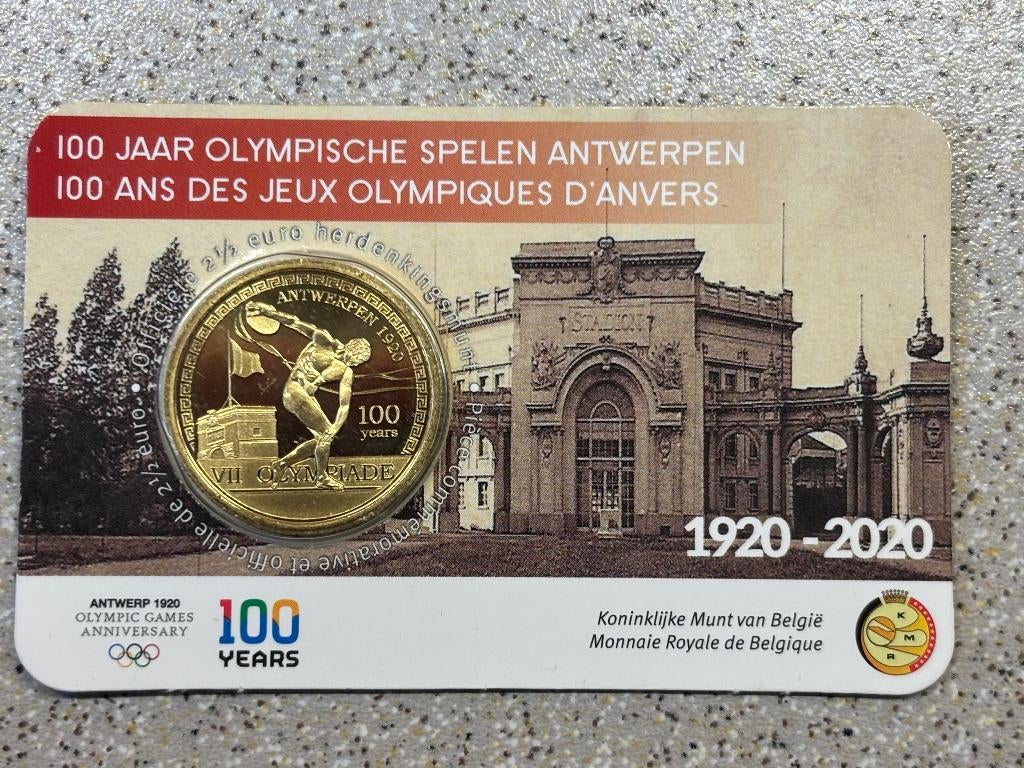 100 JAAR OLYMPISCHE SPELEN ANTWERPEN
100 ANS DES JEUX OLYMPIQUES D'ANVERS
• Officiële 2½ euro herdenkingsmunt • Pièce commémorative et officielle de 2½ euro
ANTWERPEN 1920
100
years
VII OLYMPIADE
STADION
1920 - 2020
ANTWERP 1920
OLYMPIC GAMES
ANNIVERSARY
100
YEARS
Koninklijke Munt van België
Monnaie Royale de Belgique
K
M
R